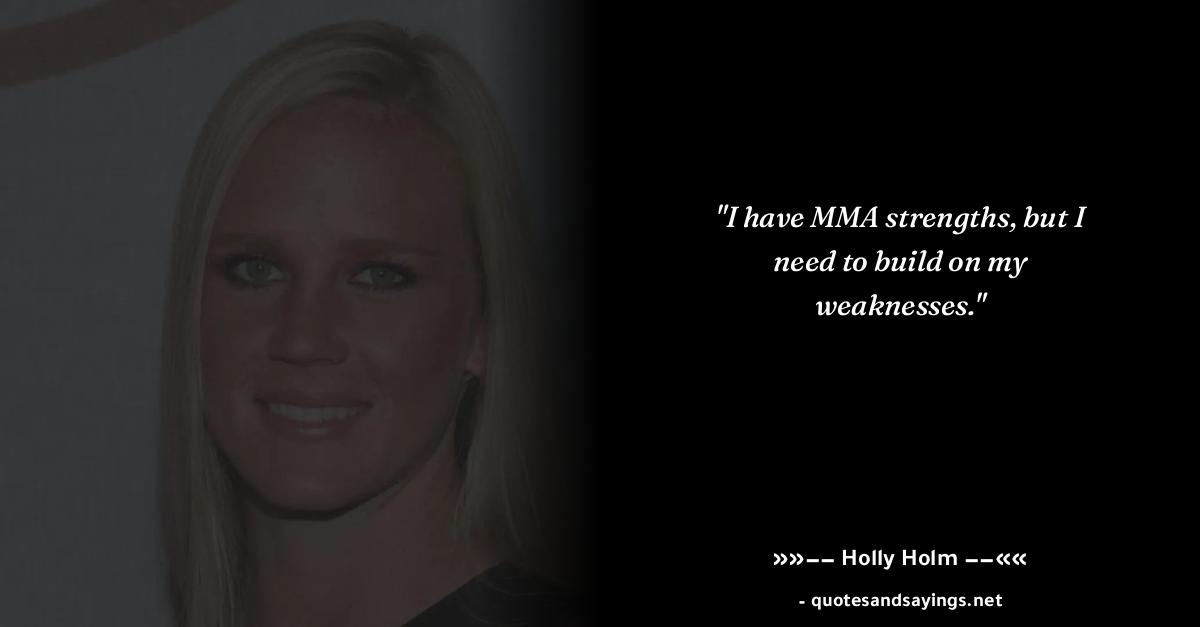 "I have MMA strengths, but I
need to build on my
weaknesses."
»»–– Holly Holm ––««
- quotesandsayings.net